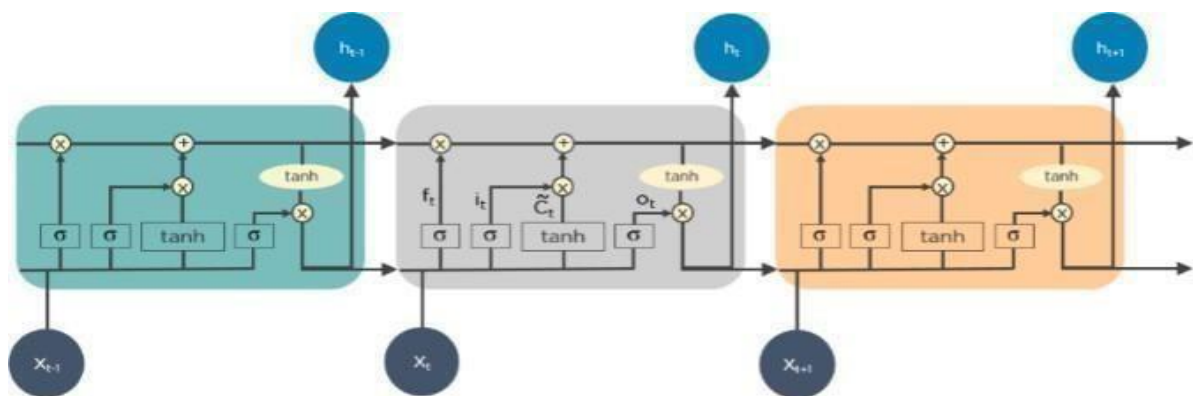 hₜ₋₁ hₜ hₜ₊₁
× + × + × +
tanh tanh tanh
× × ×
fₜ iₜ C̃ₜ oₜ
× × ×
σ σ tanh σ σ σ tanh σ σ σ tanh σ
Xₜ₋₁ Xₜ Xₜ₊₁